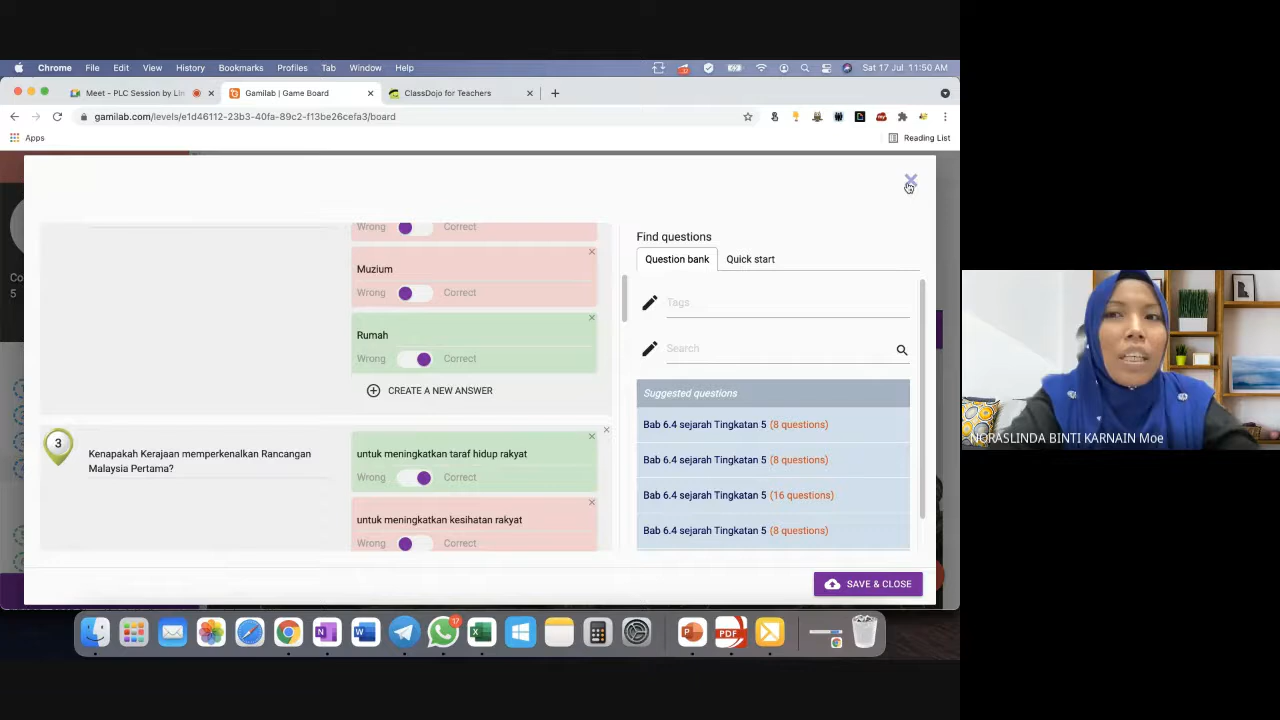 Chrome File Edit View History Bookmarks Profiles Tab Window Help Sat 17 Jul 11:50 AM
Meet - PLC Session by Lin
Gamilab | Game Board
ClassDojo for Teachers
gamilab.com/levels/e1d46112-23b3-40fa-89c2-f13be26cefa3/board
Apps
Reading List
Co
5
Wrong Correct
Muzium
Wrong Correct
Rumah
Wrong Correct
CREATE A NEW ANSWER
3
Kenapakah Kerajaan memperkenalkan Rancangan
Malaysia Pertama?
untuk meningkatkan taraf hidup rakyat
Wrong Correct
untuk meningkatkan kesihatan rakyat
Wrong Correct
Find questions
Question bank Quick start
Tags
Search
Suggested questions
Bab 6.4 sejarah Tingkatan 5 (8 questions)
Bab 6.4 sejarah Tingkatan 5 (8 questions)
Bab 6.4 sejarah Tingkatan 5 (16 questions)
Bab 6.4 sejarah Tingkatan 5 (8 questions)
SAVE & CLOSE
17
PDF
NORASLINDA BINTI KARNAIN Moe